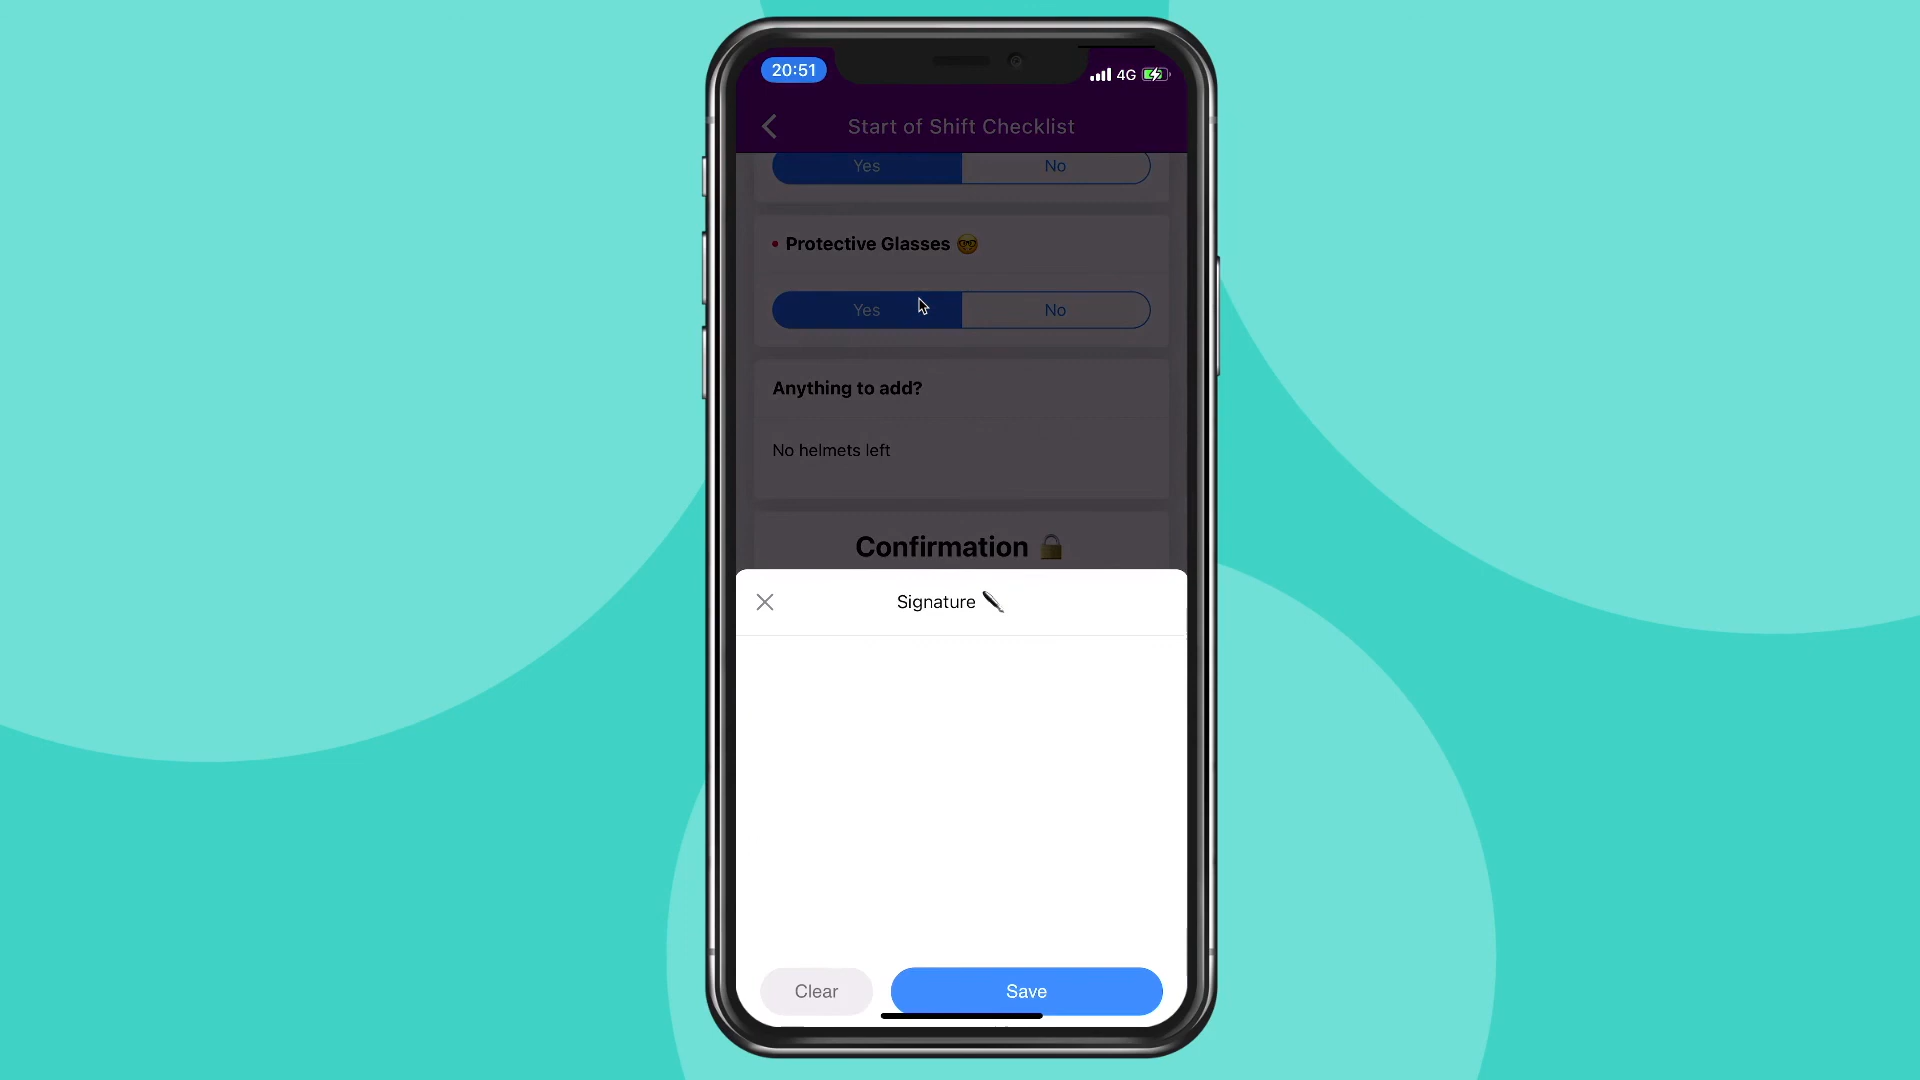 20:51
4G
Start of Shift Checklist
Yes No
• Protective Glasses 🤓
Yes No
Anything to add?
No helmets left
Confirmation 🔒
Signature ✒️
Clear Save